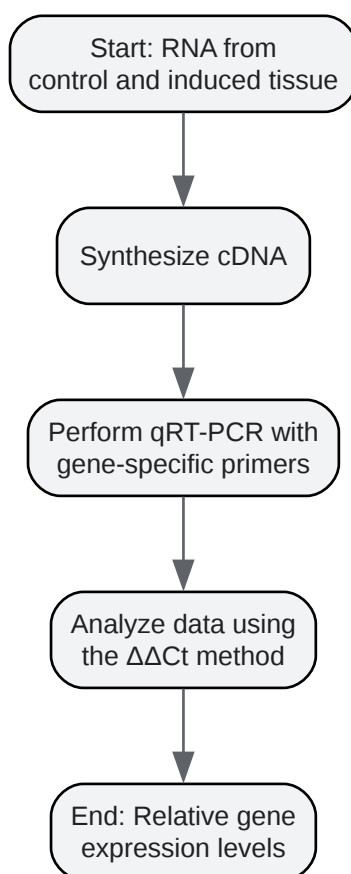 Start: RNA from
control and induced tissue
Synthesize cDNA
Perform qRT-PCR with
gene-specific primers
Analyze data using
the ΔΔCt method
End: Relative gene
expression levels